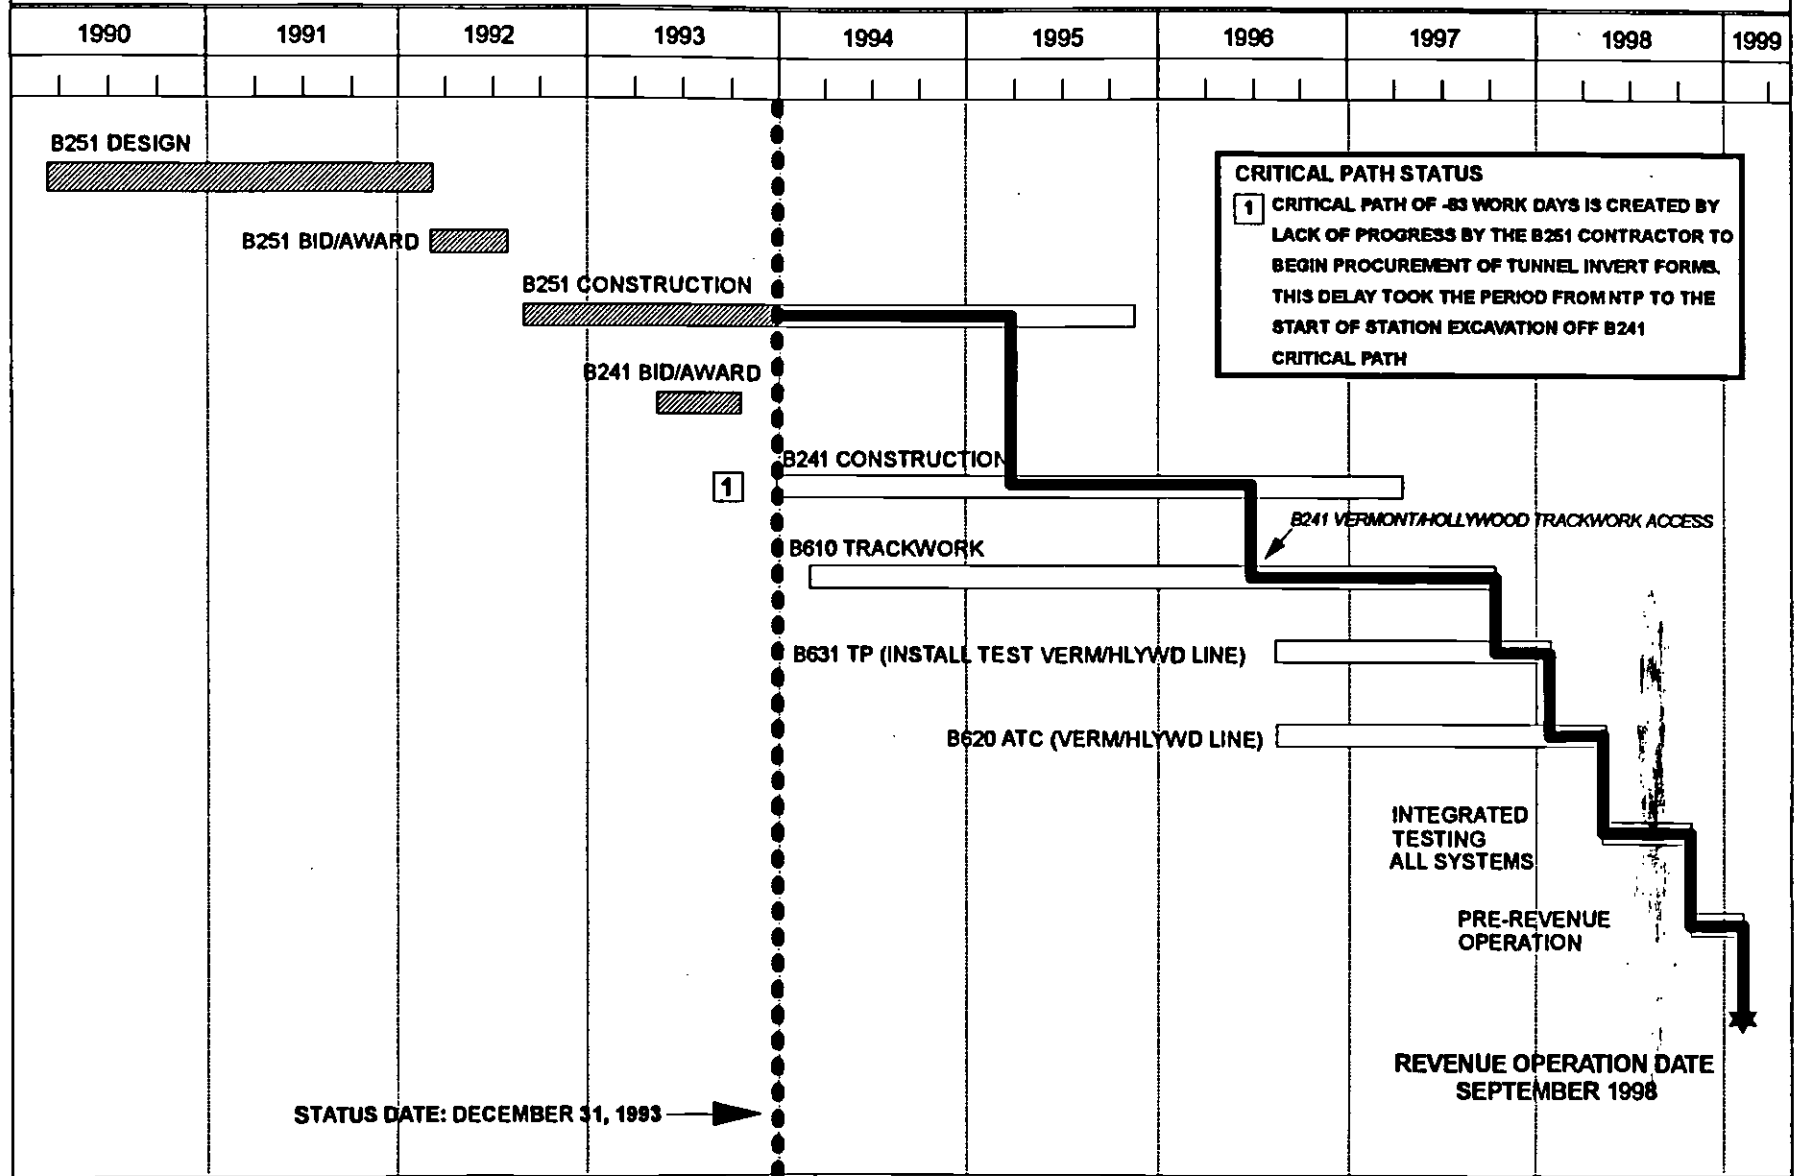 1990 1991 1992 1993 1994 1995 1996 1997 1998 1999
B251 DESIGN
CRITICAL PATH STATUS
1 CRITICAL PATH OF -83 WORK DAYS IS CREATED BY
LACK OF PROGRESS BY THE B251 CONTRACTOR TO
BEGIN PROCUREMENT OF TUNNEL INVERT FORMS.
THIS DELAY TOOK THE PERIOD FROM NTP TO THE
START OF STATION EXCAVATION OFF B241
CRITICAL PATH
B251 BID/AWARD
B251 CONSTRUCTION
B241 BID/AWARD
B241 CONSTRUCTION
1
B241 VERMONT/HOLLYWOOD TRACKWORK ACCESS
B610 TRACKWORK
B631 TP (INSTALL TEST VERM/HLYWD LINE)
B620 ATC (VERM/HLYWD LINE)
INTEGRATED
TESTING
ALL SYSTEMS
PRE-REVENUE
OPERATION
REVENUE OPERATION DATE
SEPTEMBER 1998
STATUS DATE: DECEMBER 31, 1993